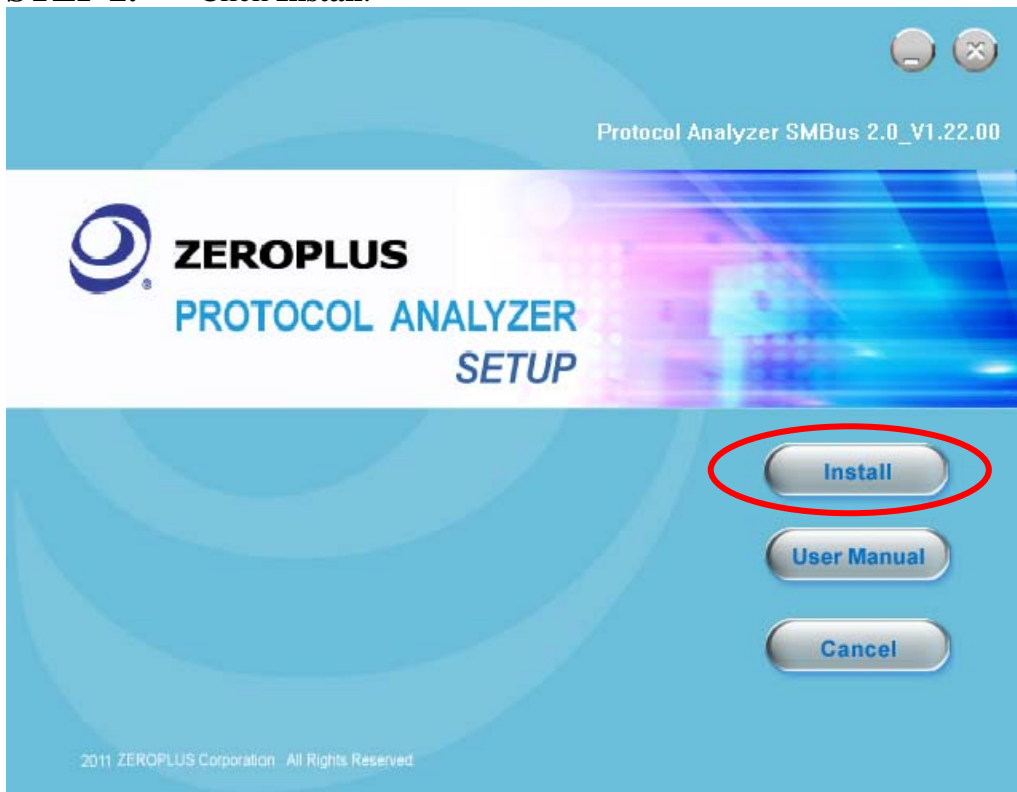 Protocol Analyzer SMBus 2.0_V1.22.00
ZEROPLUS
®
PROTOCOL ANALYZER
SETUP
Install
User Manual
Cancel
2011 ZEROPLUS Corporation All Rights Reserved